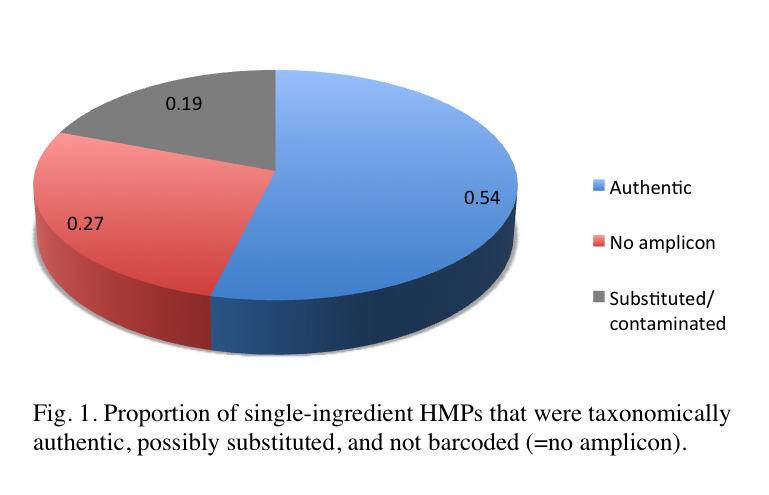 0.19
0.54
0.27
Authentic
No amplicon
Substituted/
contaminated
Fig. 1. Proportion of single-ingredient HMPs that were taxonomically
authentic, possibly substituted, and not barcoded (=no amplicon).